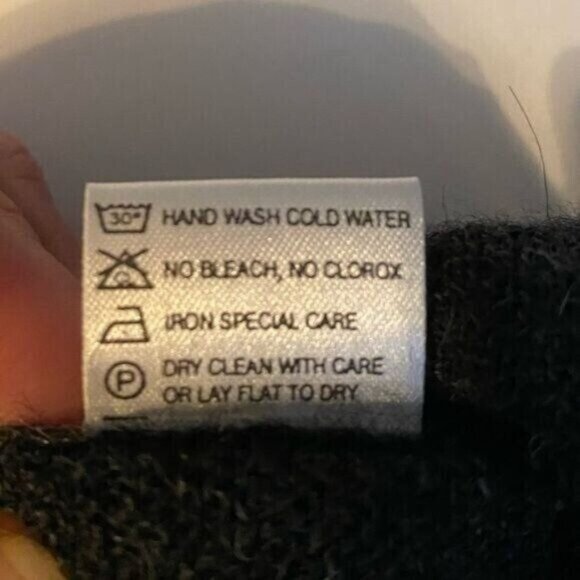 30° HAND WASH COLD WATER
NO BLEACH, NO CLOROX
IRON SPECIAL CARE
P DRY CLEAN WITH CARE
OR LAY FLAT TO DRY